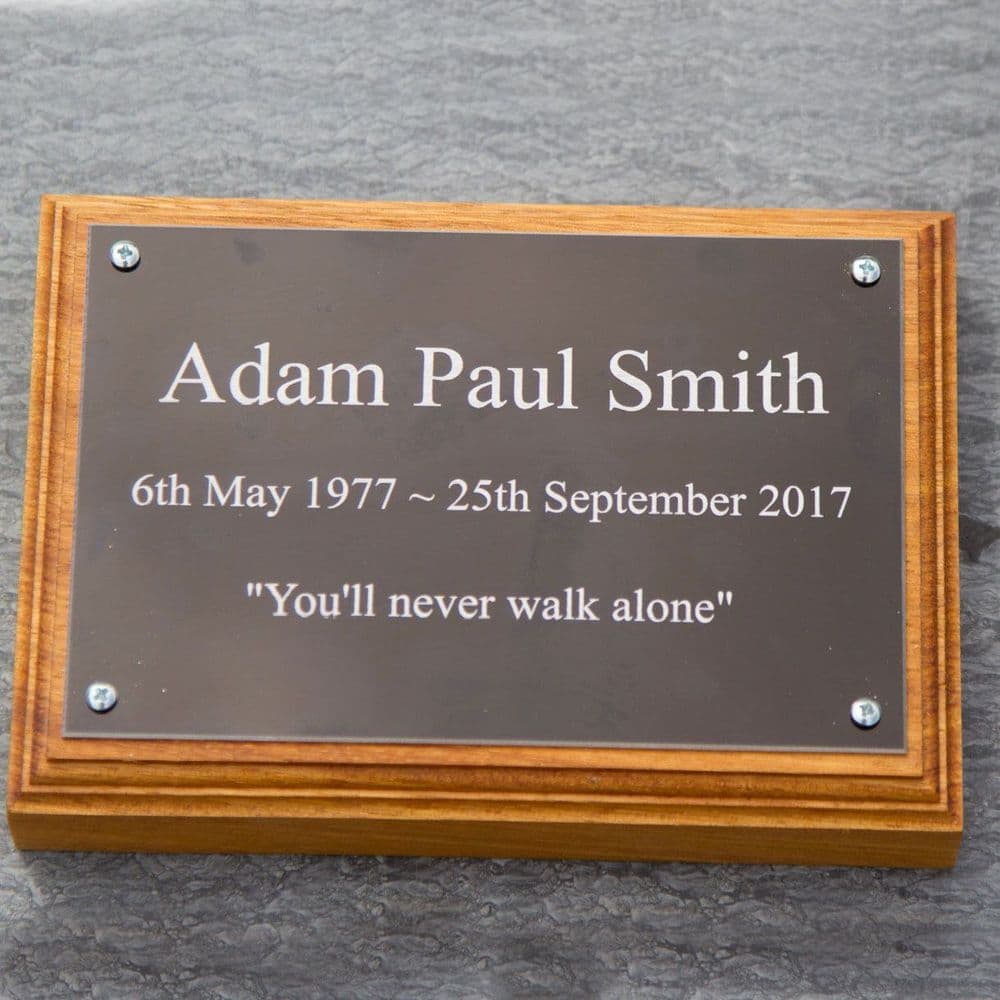 Adam Paul Smith
6th May 1977 ~ 25th September 2017
"You'll never walk alone"